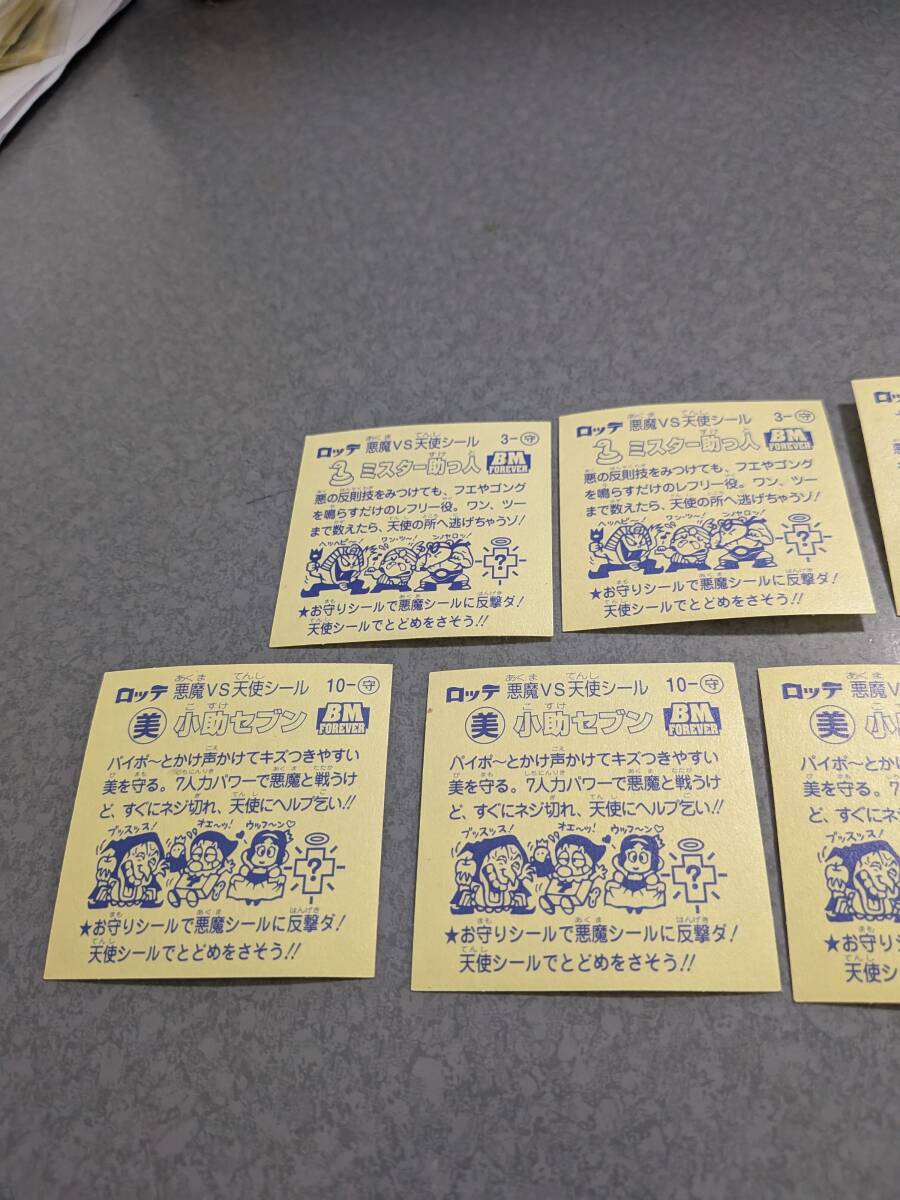 ロッテ 悪魔VS天使シール 3-守
ミスター助っ人 BM FOREVER
悪の反則技をみつけても、フエやゴング
を鳴らすだけのレフリー役。ワン、ツー
まで数えたら、天使の所へ逃げちゃうゾ!
ヘッヘビー! ワン・ツー! ンノヤロッ!
?
★お守りシールで悪魔シールに反撃ダ!
天使シールでとどめをさそう!!
ロッテ 悪魔VS天使シール 3-守
ミスター助っ人 BM FOREVER
悪の反則技をみつけても、フエやゴング
を鳴らすだけのレフリー役。ワン、ツー
まで数えたら、天使の所へ逃げちゃうゾ!
ヘッヘビー! ワン・ツー! ンノヤロッ!
?
★お守りシールで悪魔シールに反撃ダ!
天使シールでとどめをさそう!!
ロッテ 悪魔VS天使シール 10-守
美 小助セブン BM FOREVER
バイポ〜とかけ声かけてキズつきやすい
美を守る。7人力パワーで悪魔と戦うけ
ど、すぐにネジ切れ、天使にヘルプ乞い!!
ブッスッス! オエ〜ッ! ウッフ〜ン♡
?
★お守りシールで悪魔シールに反撃ダ!
天使シールでとどめをさそう!!
ロッテ 悪魔VS天使シール 10-守
美 小助セブン BM FOREVER
バイポ〜とかけ声かけてキズつきやすい
美を守る。7人力パワーで悪魔と戦うけ
ど、すぐにネジ切れ、天使にヘルプ乞い!!
ブッスッス! オエ〜ッ! ウッフ〜ン♡
?
★お守りシールで悪魔シールに反撃ダ!
天使シールでとどめをさそう!!
ロッテ 悪魔V
美 小助
バイポ〜とか
美を守る。7
ど、すぐにネ
ブッスッス!
★お守りシー
天使シール